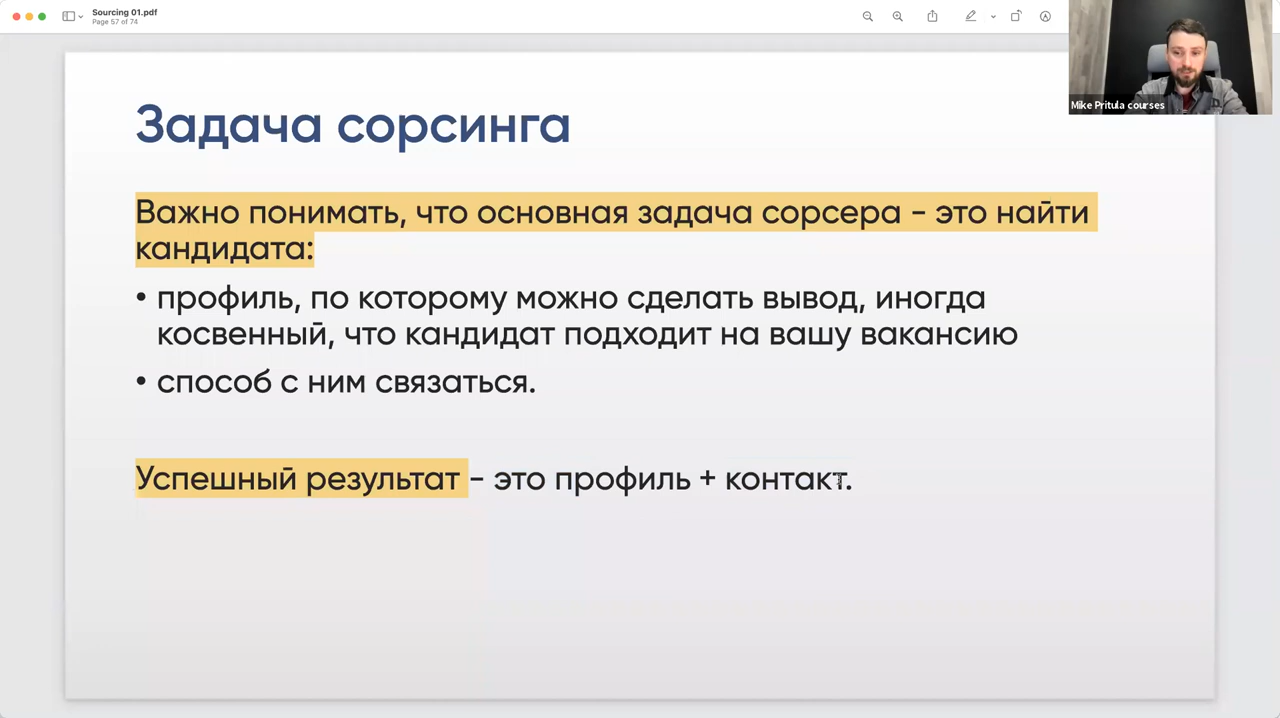 Sourcing 01.pdf
Page 57 of 74
Mike Pritula courses
Задача сорсинга
Важно понимать, что основная задача сорсера - это найти
кандидата:
• профиль, по которому можно сделать вывод, иногда
косвенный, что кандидат подходит на вашу вакансию
• способ с ним связаться.
Успешный результат - это профиль + контакт.